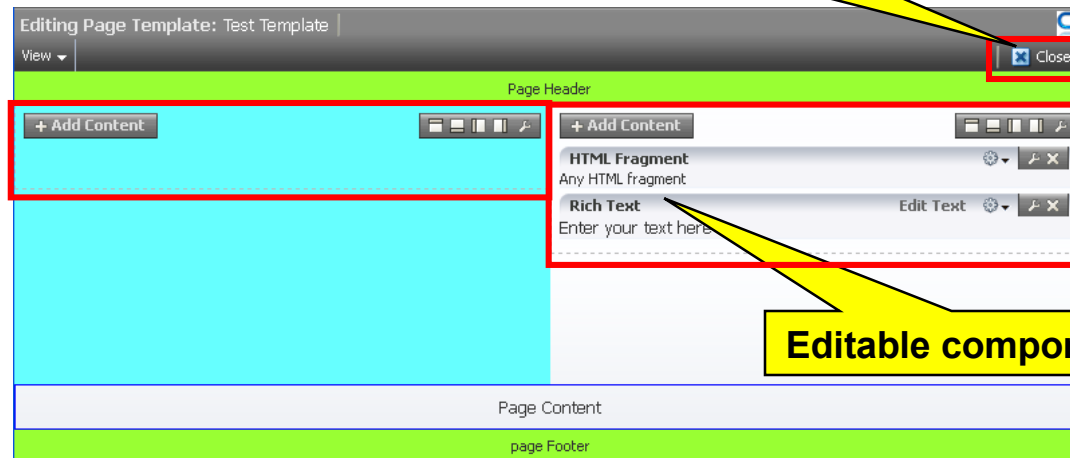 Editing Page Template: Test Template
View
Close
Page Header
+ Add Content
+ Add Content
HTML Fragment
Any HTML fragment
Rich Text Edit Text
Enter your text here
Editable
Page Content
page Footer